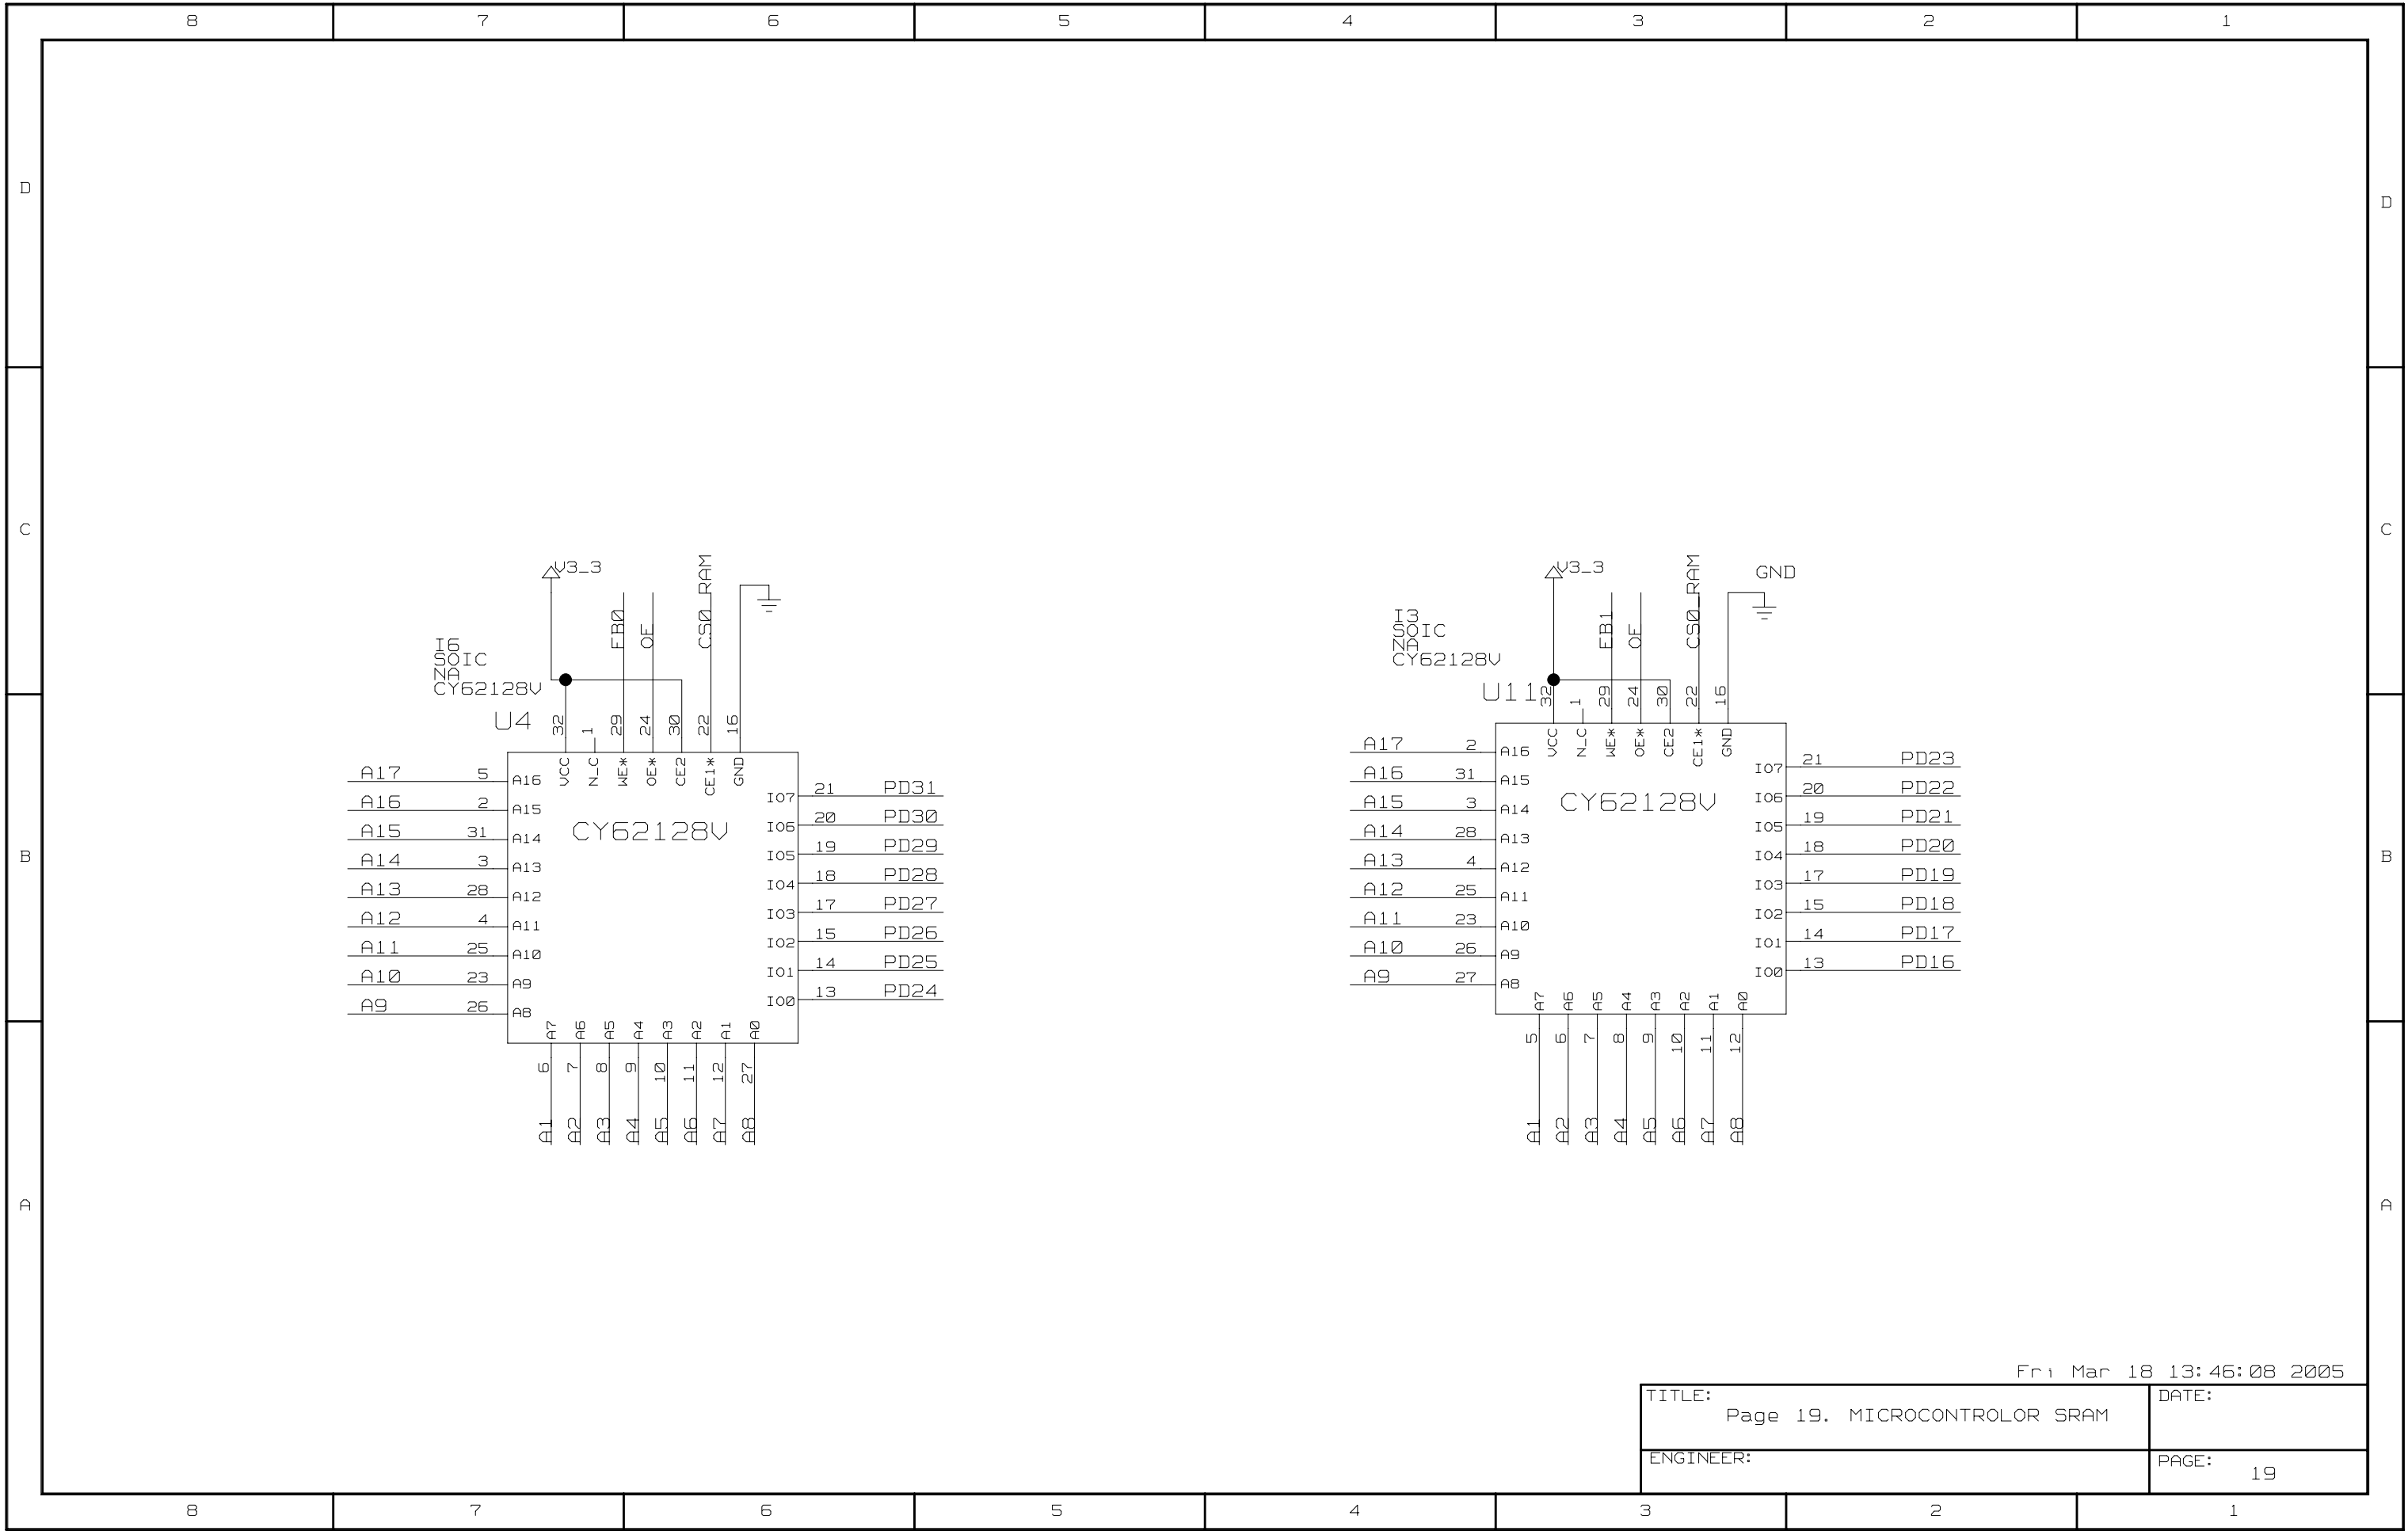 8 7 6 5 4 3 2 1
D D
C C
B B
A A
V3_3
EB0
OE
CS0_RAM
I6
SOIC
NA
CY62128V
U4
32 1 29 24 30 22 16
VCC N_C WE* OE* CE2 CE1* GND
CY62128V
A17 5 A16
A16 2 A15
A15 31 A14
A14 3 A13
A13 28 A12
A12 4 A11
A11 25 A10
A10 23 A9
A9 26 A8
IO7 21 PD31
IO6 20 PD30
IO5 19 PD29
IO4 18 PD28
IO3 17 PD27
IO2 15 PD26
IO1 14 PD25
IO0 13 PD24
A7 A6 A5 A4 A3 A2 A1 A0
6 7 8 9 10 11 12 27
A1 A2 A3 A4 A5 A6 A7 A8
V3_3
EB1
OE
CS0_RAM
GND
I3
SOIC
NA
CY62128V
U11
32 1 29 24 30 22 16
VCC N_C WE* OE* CE2 CE1* GND
CY62128V
A17 2 A16
A16 31 A15
A15 3 A14
A14 28 A13
A13 4 A12
A12 25 A11
A11 23 A10
A10 26 A9
A9 27 A8
IO7 21 PD23
IO6 20 PD22
IO5 19 PD21
IO4 18 PD20
IO3 17 PD19
IO2 15 PD18
IO1 14 PD17
IO0 13 PD16
A7 A6 A5 A4 A3 A2 A1 A0
5 6 7 8 9 10 11 12
A1 A2 A3 A4 A5 A6 A7 A8
Fri Mar 18 13:46:08 2005
TITLE:
Page 19. MICROCONTROLOR SRAM
DATE:
ENGINEER:
PAGE:
19
8 7 6 5 4 3 2 1